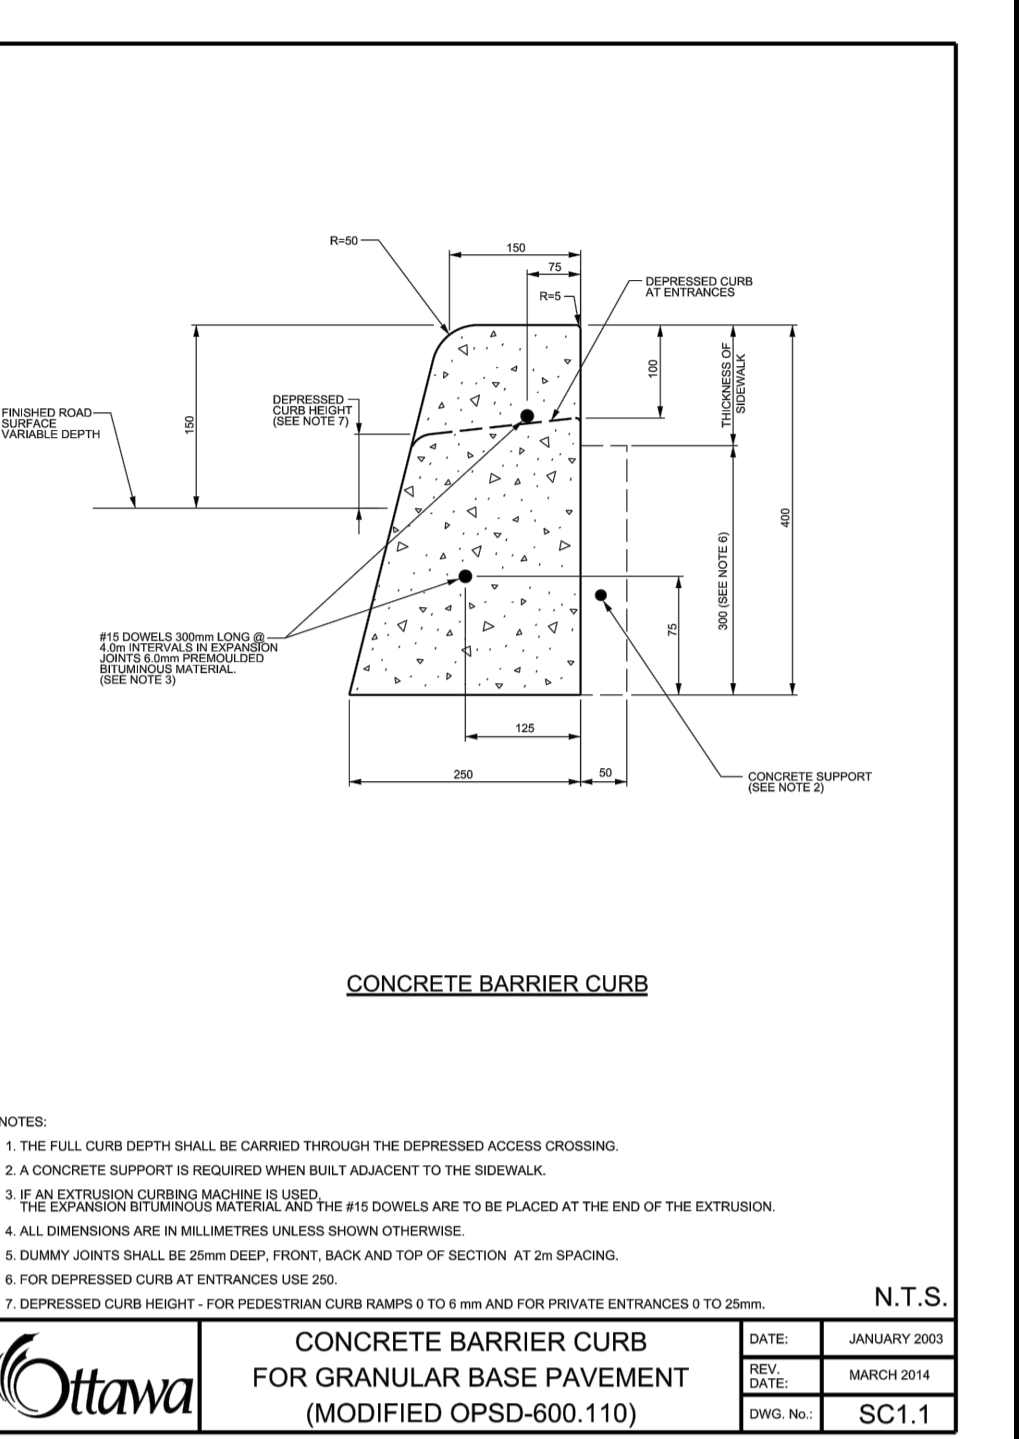 R=50
150
75
DEPRESSED CURB
AT ENTRANCES
R=5
THICKNESS OF
SIDEWALK
100
DEPRESSED
CURB HEIGHT
(SEE NOTE 7)
FINISHED ROAD
SURFACE
VARIABLE DEPTH
150
400
300 (SEE NOTE 6)
75
#15 DOWELS 300mm LONG @
4.0m INTERVALS IN EXPANSION
JOINTS 6.0mm PREMOULDED
BITUMINOUS MATERIAL.
(SEE NOTE 3)
125
250
50
CONCRETE SUPPORT
(SEE NOTE 2)
CONCRETE BARRIER CURB
NOTES:
1. THE FULL CURB DEPTH SHALL BE CARRIED THROUGH THE DEPRESSED ACCESS CROSSING.
2. A CONCRETE SUPPORT IS REQUIRED WHEN BUILT ADJACENT TO THE SIDEWALK.
3. IF AN EXTRUSION CURBING MACHINE IS USED,
THE EXPANSION BITUMINOUS MATERIAL AND THE #15 DOWELS ARE TO BE PLACED AT THE END OF THE EXTRUSION.
4. ALL DIMENSIONS ARE IN MILLIMETRES UNLESS SHOWN OTHERWISE.
5. DUMMY JOINTS SHALL BE 25mm DEEP, FRONT, BACK AND TOP OF SECTION AT 2m SPACING.
6. FOR DEPRESSED CURB AT ENTRANCES USE 250.
7. DEPRESSED CURB HEIGHT - FOR PEDESTRIAN CURB RAMPS 0 TO 6 mm AND FOR PRIVATE ENTRANCES 0 TO 25mm.
N.T.S.
Ottawa
CONCRETE BARRIER CURB
FOR GRANULAR BASE PAVEMENT
(MODIFIED OPSD-600.110)
DATE: JANUARY 2003
REV.
DATE: MARCH 2014
DWG. No.: SC1.1